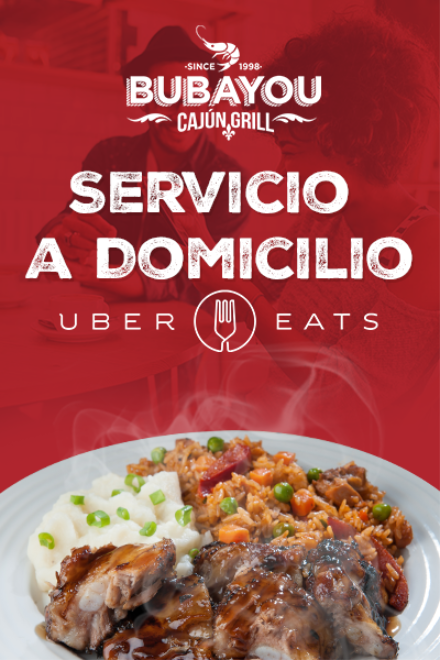 ·SINCE 1998·
BUBAYOU
CAJÚN GRILL
SERVICIO
A DOMICILIO
UBER EATS